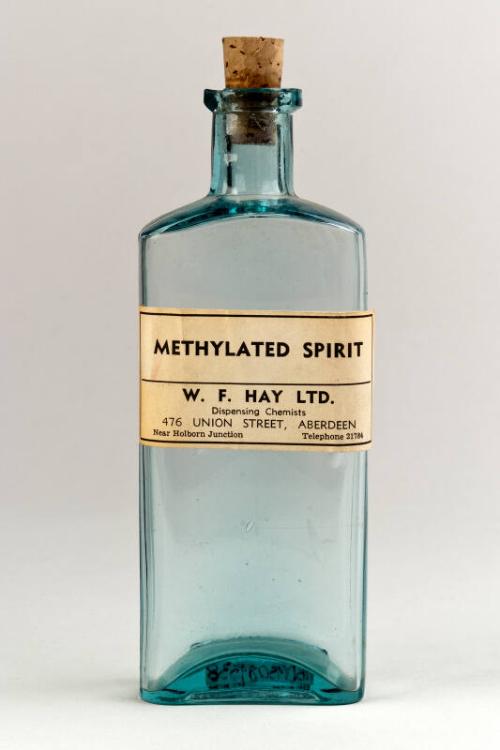 METHYLATED SPIRIT
W. F. HAY LTD.
Dispensing Chemists
476 UNION STREET, ABERDEEN
Near Holborn Junction Telephone 21784